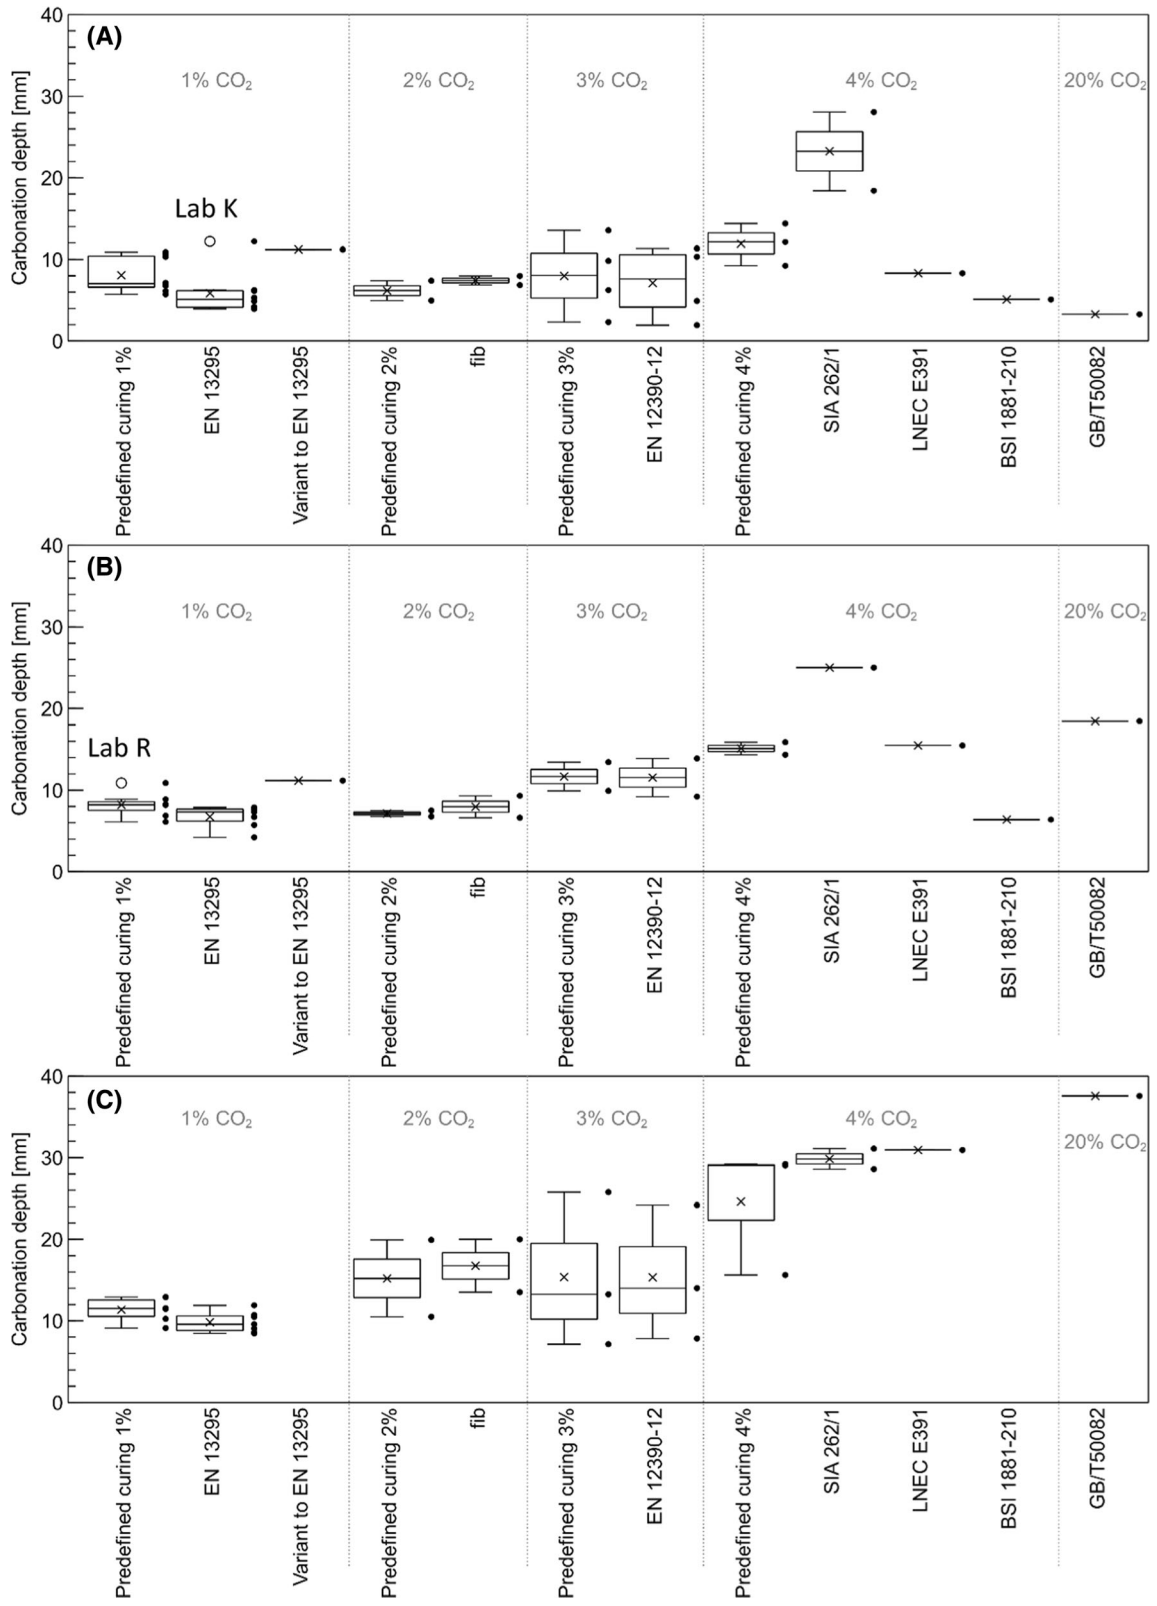 (A)
Carbonation depth [mm]
40
30
20
10
0
1% CO₂
2% CO₂
3% CO₂
4% CO₂
20% CO₂
Lab K
Predefined curing 1%
EN 13295
Variant to EN 13295
Predefined curing 2%
fib
Predefined curing 3%
EN 12390-12
Predefined curing 4%
SIA 262/1
LNEC E391
BSI 1881-210
GB/T50082
(B)
Carbonation depth [mm]
40
30
20
10
0
1% CO₂
2% CO₂
3% CO₂
4% CO₂
20% CO₂
Lab R
Predefined curing 1%
EN 13295
Variant to EN 13295
Predefined curing 2%
fib
Predefined curing 3%
EN 12390-12
Predefined curing 4%
SIA 262/1
LNEC E391
BSI 1881-210
GB/T50082
(C)
Carbonation depth [mm]
40
30
20
10
0
1% CO₂
2% CO₂
3% CO₂
4% CO₂
20% CO₂
Predefined curing 1%
EN 13295
Variant to EN 13295
Predefined curing 2%
fib
Predefined curing 3%
EN 12390-12
Predefined curing 4%
SIA 262/1
LNEC E391
BSI 1881-210
GB/T50082